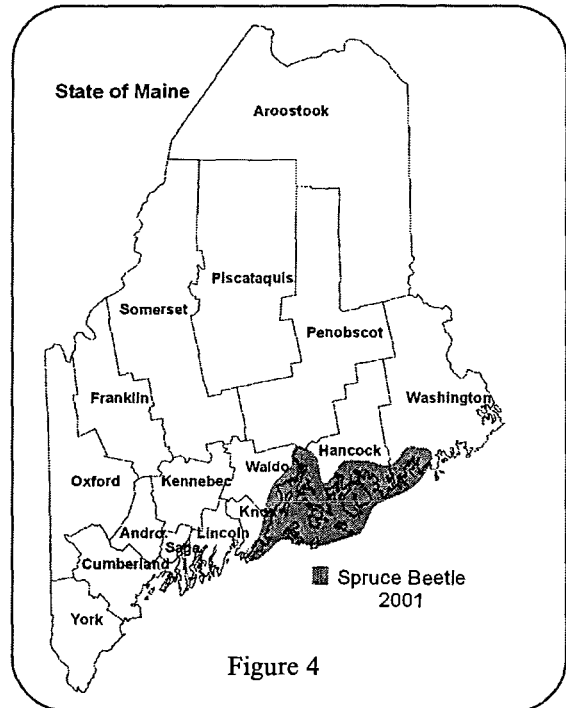 State of Maine
Aroostook
Piscataquis
Somerset
Penobscot
Franklin
Washington
Hancock
Waldo
Oxford
Kennebec
Knox
Andro.
Lincoln
Saga.
Cumberland
York
Spruce Beetle
2001
Figure 4